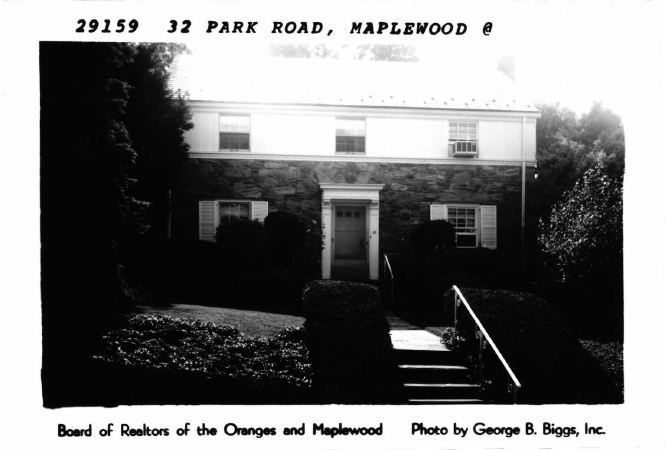 29159 32 PARK ROAD, MAPLEWOOD @
Board of Realtors of the Oranges and Maplewood Photo by George B. Biggs, Inc.